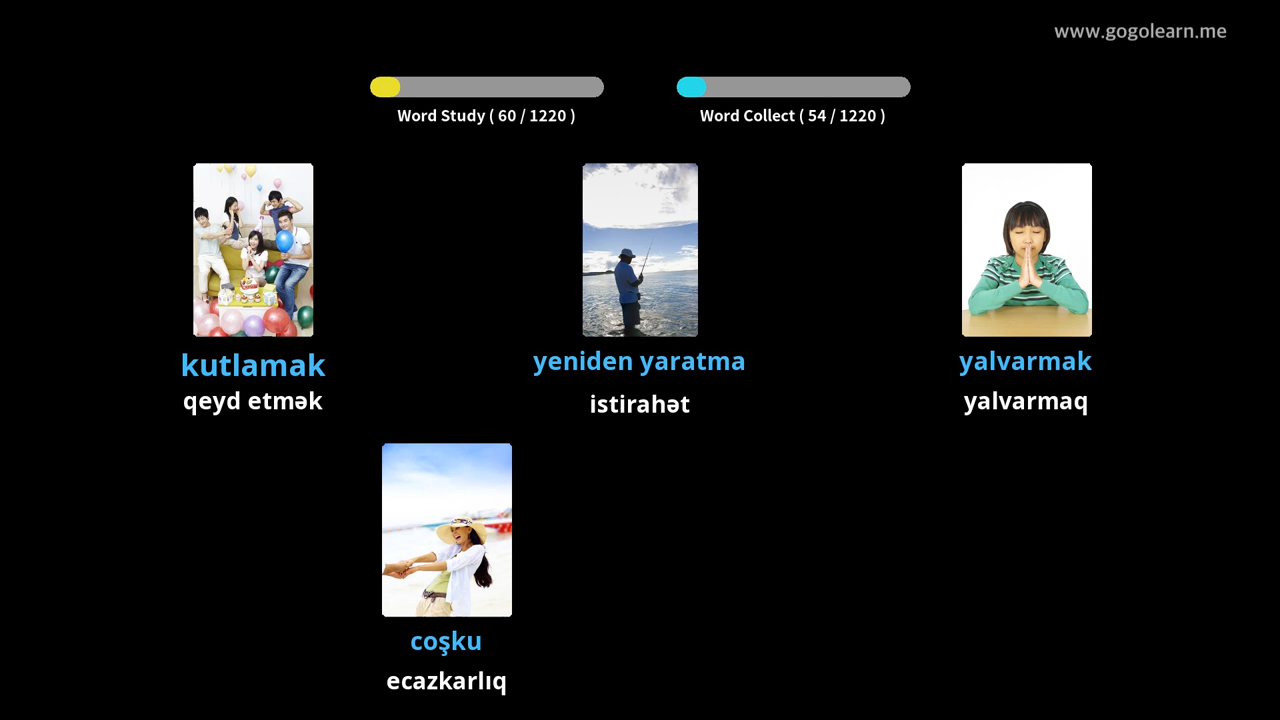 www.gogolearn.me
Word Study ( 60 / 1220 )
Word Collect ( 54 / 1220 )
kutlamak
qeyd etmək
yeniden yaratma
istirahət
yalvarmak
yalvarmaq
coşku
ecazkarlıq